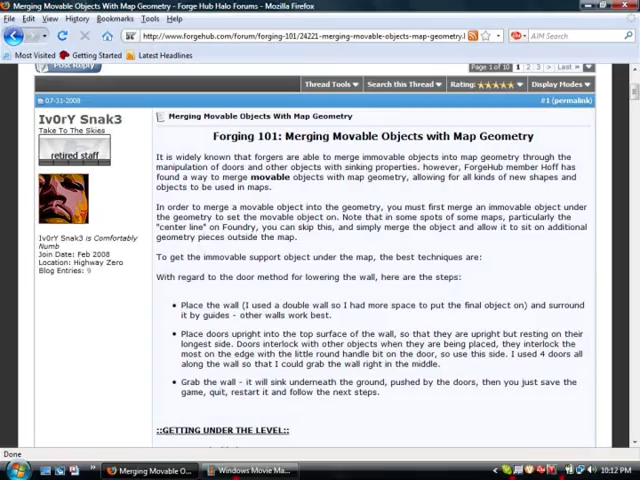 Merging Movable Objects With Map Geometry - Forge Hub Halo Forums - Mozilla Firefox
File Edit View History Bookmarks Tools Help
http://www.forgehub.com/forum/forging-101/24221-merging-movable-objects-map-geometry.l
AIM Search
Most Visited Getting Started Latest Headlines
Post Reply
Page 1 of 10 1 2 3 > Last »
Thread Tools Search this Thread Rating: Display Modes
07-31-2008 #1 (permalink)
Iv0rY Snak3
Take To The Skies
retired staff
Iv0rY Snak3 is Comfortably
Numb
Join Date: Feb 2008
Location: Highway Zero
Blog Entries: 9
Merging Movable Objects With Map Geometry
Forging 101: Merging Movable Objects with Map Geometry
It is widely known that forgers are able to merge immovable objects into map geometry through the
manipulation of doors and other objects with sinking properties. however, ForgeHub member Hoff has
found a way to merge movable objects with map geometry, allowing for all kinds of new shapes and
objects to be used in maps.
In order to merge a movable object into the geometry, you must first merge an immovable object under
the geometry to set the movable object on. Note that in some spots of some maps, particularly the
"center line" on Foundry, you can skip this, and simply merge the object and allow it to sit on additional
geometry pieces outside the map.
To get the immovable support object under the map, the best techniques are:
With regard to the door method for lowering the wall, here are the steps:
• Place the wall (I used a double wall so I had more space to put the final object on) and surround
it by guides - other walls work best.
• Place doors upright into the top surface of the wall, so that they are upright but resting on their
longest side. Doors interlock with other objects when they are being placed, they interlock the
most on the edge with the little round handle bit on the door, so use this side. I used 4 doors all
along the wall so that I could grab the wall right in the middle.
• Grab the wall - it will sink underneath the ground, pushed by the doors, then you just save the
game, quit, restart it and follow the next steps.
::GETTING UNDER THE LEVEL::
Done
Merging Movable O... Windows Movie Ma... 10:12 PM